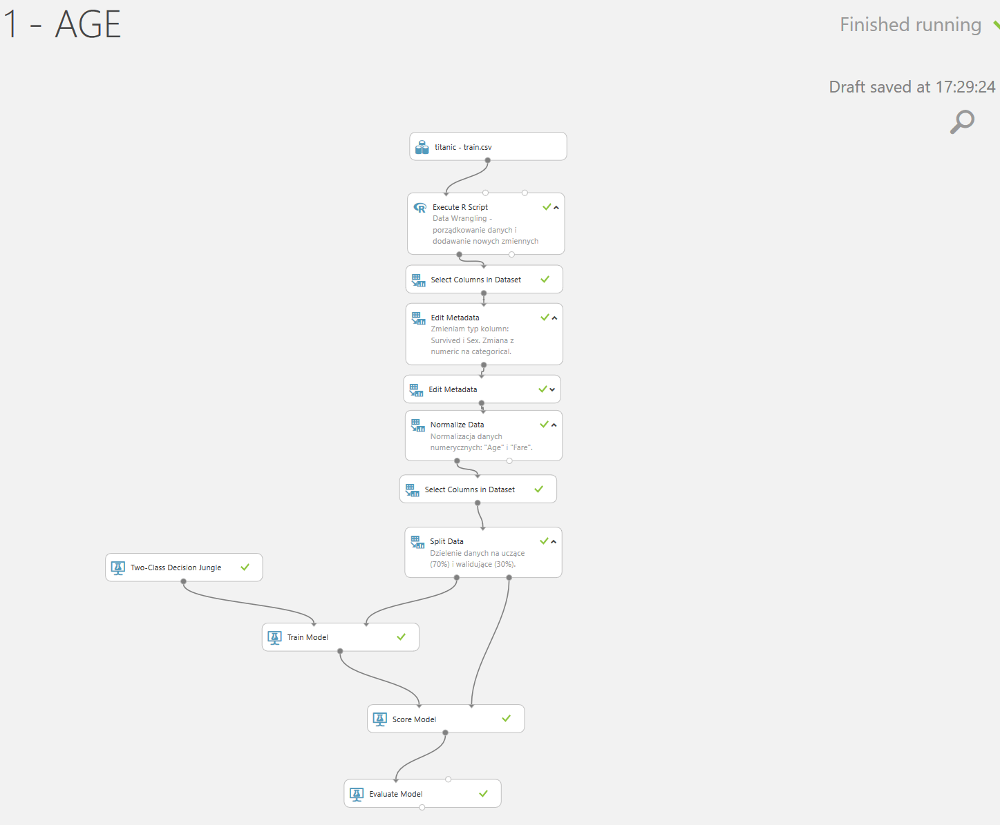 1 - AGE
Finished running
Draft saved at 17:29:24
titanic - train.csv
Execute R Script
Data Wrangling -
porządkowanie danych i
dodawanie nowych zmiennych
Select Columns in Dataset
Edit Metadata
Zmieniam typ kolumn:
Survived i Sex. Zmiana z
numeric na categorical.
Edit Metadata
Normalize Data
Normalizacja danych
numerycznych: "Age" i "Fare".
Select Columns in Dataset
Split Data
Dzielenie danych na uczące
(70%) i walidujące (30%).
Two-Class Decision Jungle
Train Model
Score Model
Evaluate Model